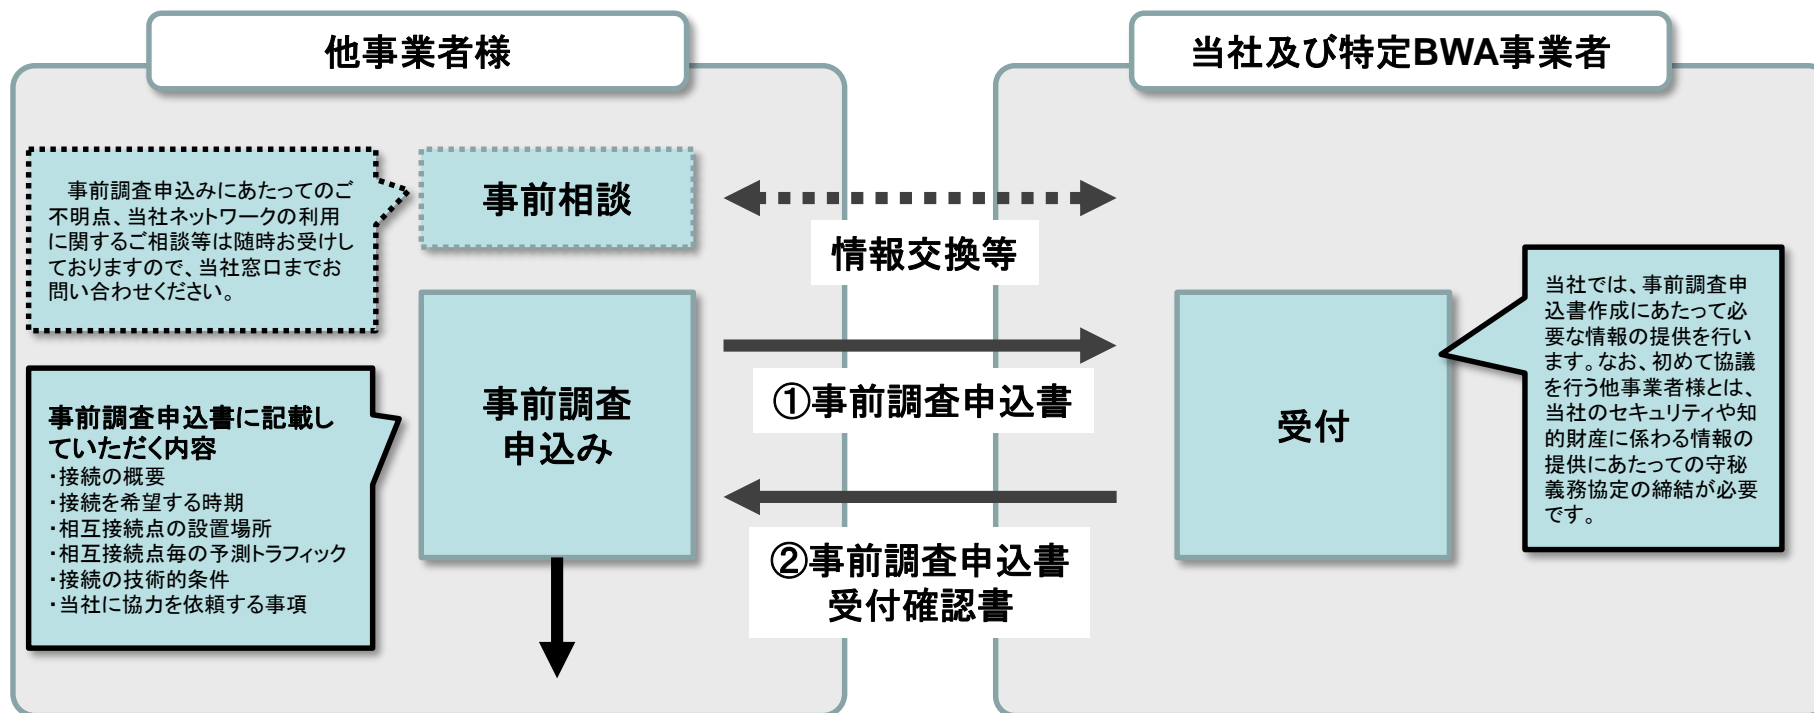 他事業者様
当社及び特定BWA事業者
事前調査申込みにあたってのご
不明点、当社ネットワークの利用
に関するご相談等は随時お受けし
ておりますので、当社窓口までお
問い合わせください。
事前相談
情報交換等
事前調査申込書に記載し
ていただく内容
・接続の概要
・接続を希望する時期
・相互接続点の設置場所
・相互接続点毎の予測トラフィック
・接続の技術的条件
・当社に協力を依頼する事項
事前調査
申込み
①事前調査申込書
②事前調査申込書
受付確認書
受付
当社では、事前調査申
込書作成にあたって必
要な情報の提供を行い
ます。なお、初めて協議
を行う他事業者様とは、
当社のセキュリティや知
的財産に係わる情報の
提供にあたっての守秘
義務協定の締結が必要
です。